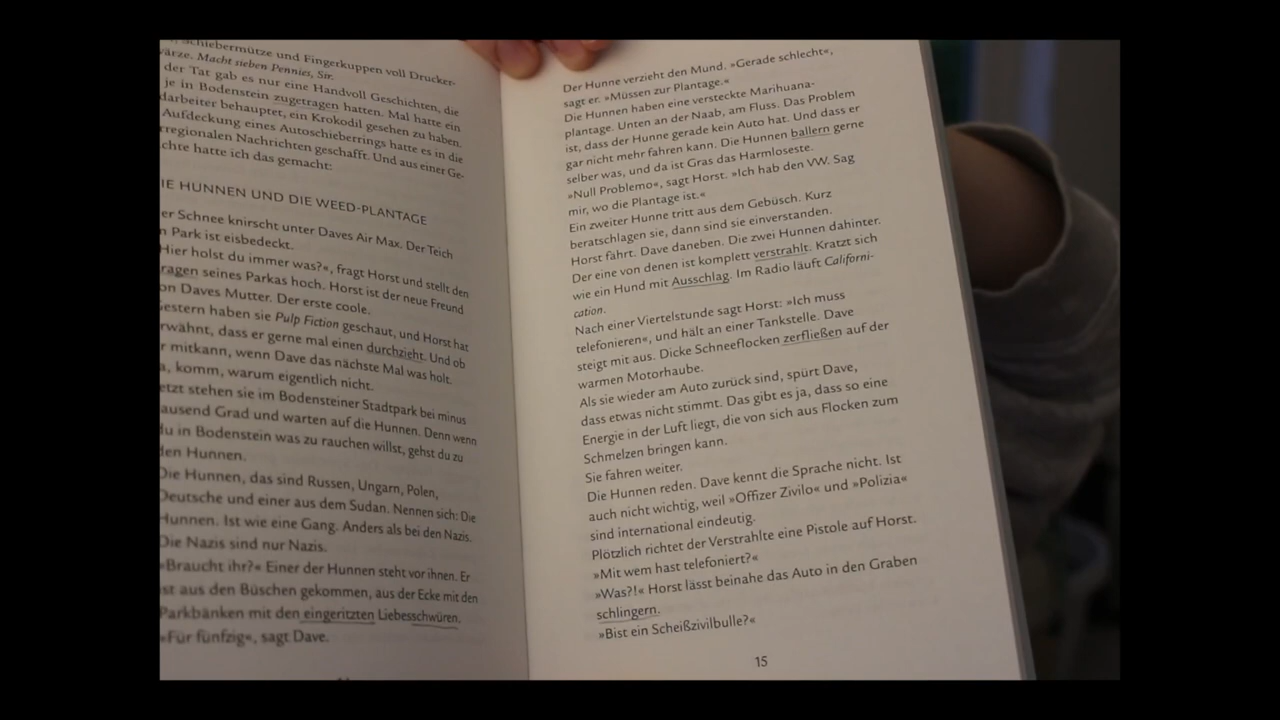 Schiebermütze und Fingerkuppen voll Drucker-
wärze. Macht sieben Pennies, Sir.
der Tat gab es nur eine Handvoll Geschichten, die
je in Bodenstein zugetragen hatten. Mal hatte ein
darbeiter behauptet, ein Krokodil gesehen zu haben.
Aufdeckung eines Autoschieberrings hatte es in die
rregionalen Nachrichten geschafft. Und aus einer Ge-
chte hatte ich das gemacht:
IE HUNNEN UND DIE WEED-PLANTAGE
er Schnee knirscht unter Daves Air Max. Der Teich
n Park ist eisbedeckt.
Hier holst du immer was?«, fragt Horst und stellt den
ragen seines Parkas hoch. Horst ist der neue Freund
on Daves Mutter. Der erste coole.
estern haben sie Pulp Fiction geschaut, und Horst hat
rwähnt, dass er gerne mal einen durchzieht. Und ob
r mitkann, wenn Dave das nächste Mal was holt.
a, komm, warum eigentlich nicht.
etzt stehen sie im Bodensteiner Stadtpark bei minus
ausend Grad und warten auf die Hunnen. Denn wenn
du in Bodenstein was zu rauchen willst, gehst du zu
den Hunnen.
Die Hunnen, das sind Russen, Ungarn, Polen,
Deutsche und einer aus dem Sudan. Nennen sich: Die
Hunnen. Ist wie eine Gang. Anders als bei den Nazis.
Die Nazis sind nur Nazis.
»Braucht ihr?« Einer der Hunnen steht vor ihnen. Er
ist aus den Büschen gekommen, aus der Ecke mit den
Parkbänken mit den eingeritzten Liebesschwüren.
»Für fünfzig«, sagt Dave.
Der Hunne verzieht den Mund. »Gerade schlecht«,
sagt er. »Müssen zur Plantage.«
Die Hunnen haben eine versteckte Marihuana-
plantage. Unten an der Naab, am Fluss. Das Problem
ist, dass der Hunne gerade kein Auto hat. Und dass er
gar nicht mehr fahren kann. Die Hunnen ballern gerne
selber was, und da ist Gras das Harmloseste.
»Null Problemo«, sagt Horst. »Ich hab den VW. Sag
mir, wo die Plantage ist.«
Ein zweiter Hunne tritt aus dem Gebüsch. Kurz
beratschlagen sie, dann sind sie einverstanden.
Horst fährt. Dave daneben. Die zwei Hunnen dahinter.
Der eine von denen ist komplett verstrahlt. Kratzt sich
wie ein Hund mit Ausschlag. Im Radio läuft Californi-
cation.
Nach einer Viertelstunde sagt Horst: »Ich muss
telefonieren«, und hält an einer Tankstelle. Dave
steigt mit aus. Dicke Schneeflocken zerfließen auf der
warmen Motorhaube.
Als sie wieder am Auto zurück sind, spürt Dave,
dass etwas nicht stimmt. Das gibt es ja, dass so eine
Energie in der Luft liegt, die von sich aus Flocken zum
Schmelzen bringen kann.
Sie fahren weiter.
Die Hunnen reden. Dave kennt die Sprache nicht. Ist
auch nicht wichtig, weil »Offizer Zivilo« und »Polizia«
sind international eindeutig.
Plötzlich richtet der Verstrahlte eine Pistole auf Horst.
»Mit wem hast telefoniert?«
»Was?!« Horst lässt beinahe das Auto in den Graben
schlingern.
»Bist ein Scheißzivilbulle?«
15